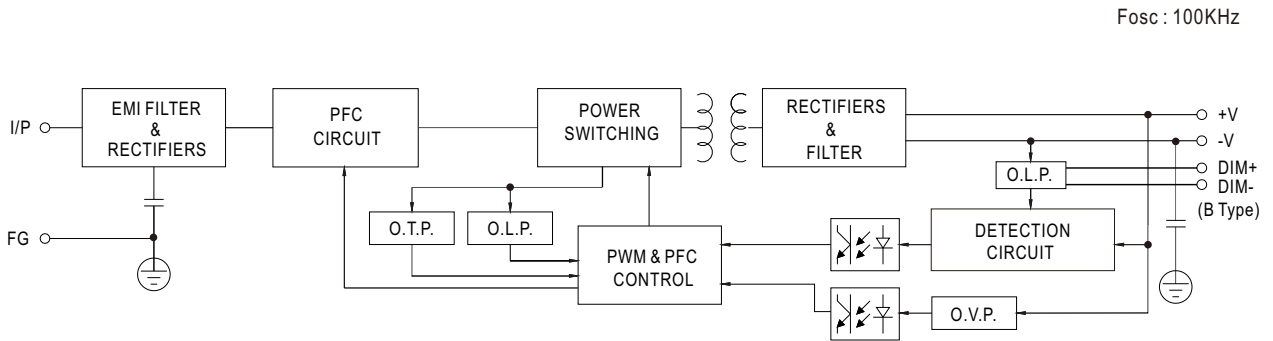 Fosc : 100KHz
I/P
EMI FILTER
&
RECTIFIERS
PFC
CIRCUIT
POWER
SWITCHING
RECTIFIERS
&
FILTER
+V
-V
DIM+
DIM-
(B Type)
O.L.P.
FG
O.T.P.
O.L.P.
PWM & PFC
CONTROL
DETECTION
CIRCUIT
O.V.P.